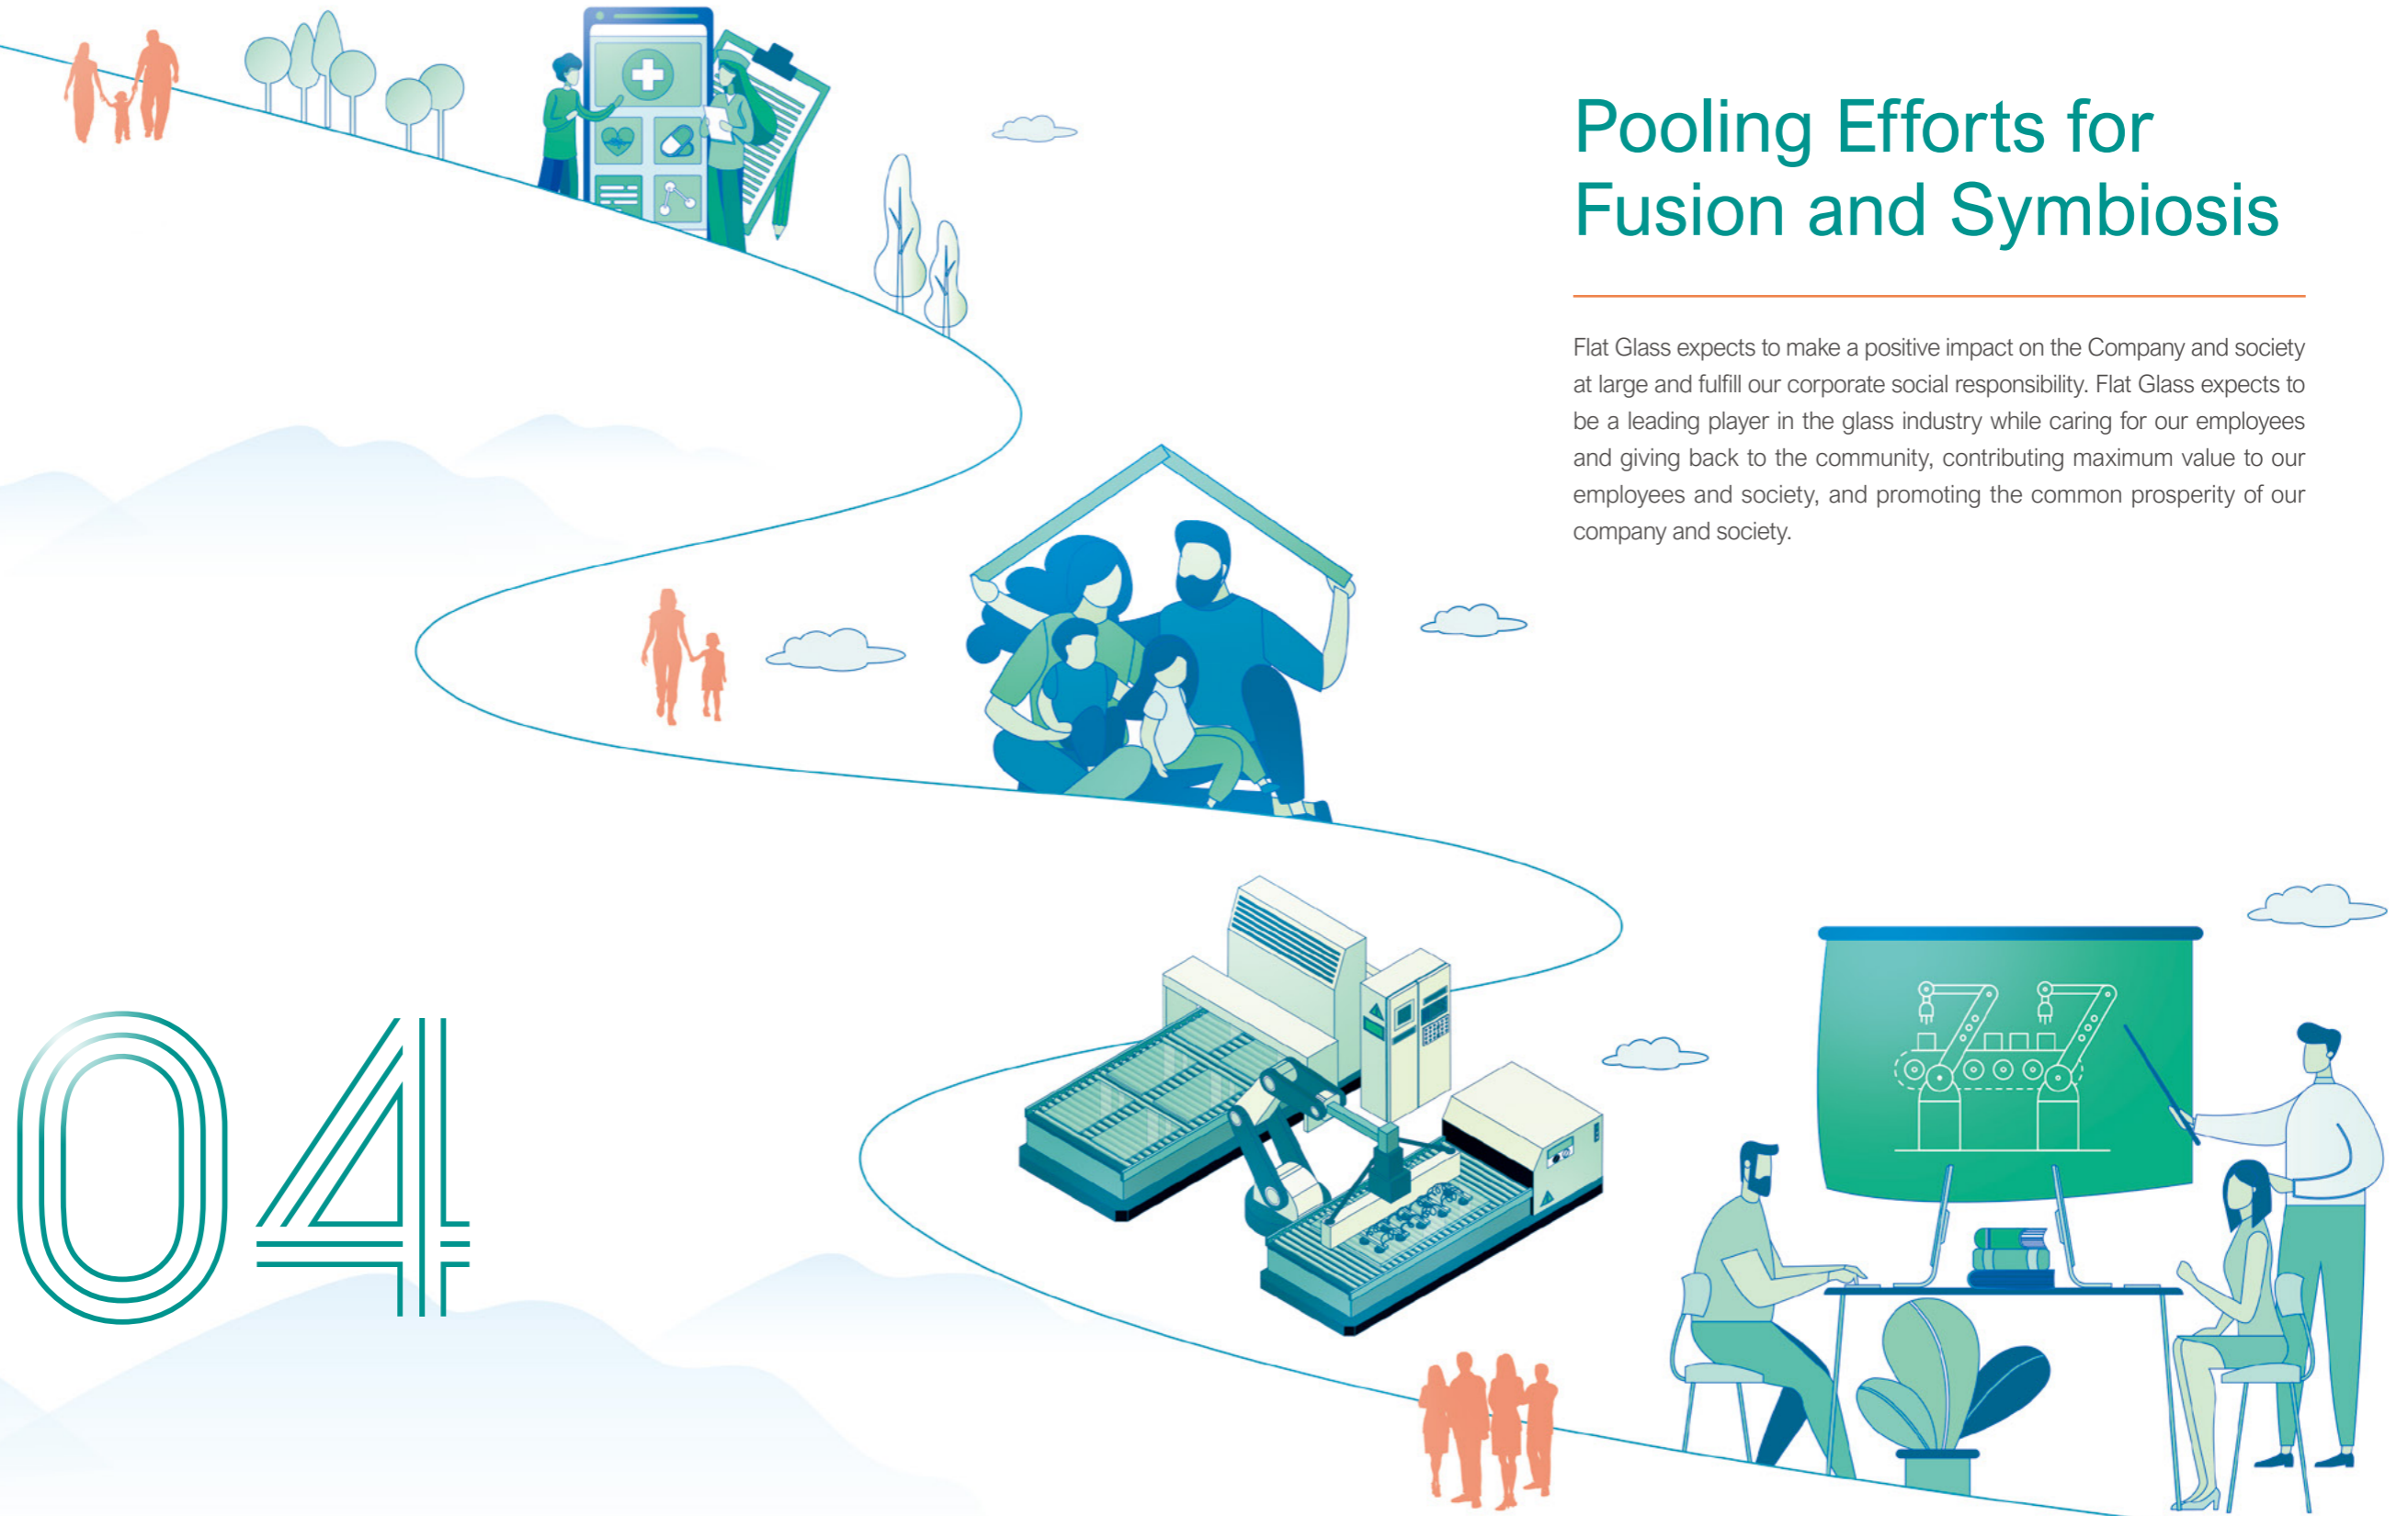 Pooling Efforts for
Fusion and Symbiosis
Flat Glass expects to make a positive impact on the Company and society
at large and fulfill our corporate social responsibility. Flat Glass expects to
be a leading player in the glass industry while caring for our employees
and giving back to the community, contributing maximum value to our
employees and society, and promoting the common prosperity of our
company and society.
04